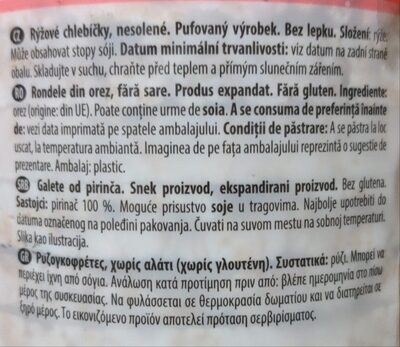 CZ Rýžové chlebíčky, nesolené. Pufovaný výrobek. Bez lepku. Složení: rýže.
Může obsahovat stopy sóji. Datum minimální trvanlivosti: viz datum na zadní straně
obalu. Skladujte v suchu, chraňte před teplem a přímým slunečním zářením.
RO Rondele din orez, fără sare. Produs expandat. Fără gluten. Ingrediente:
orez (origine: din UE). Poate conține urme de soia. A se consuma de preferință înainte
de: vezi data imprimată pe spatele ambalajului. Condiții de păstrare: A se păstra la loc
uscat, la temperatura ambiantă. Imaginea de pe fața ambalajului reprezintă o sugestie de
prezentare. Ambalaj: plastic.
SRB Galete od pirinča. Snek proizvod, ekspandirani proizvod. Bez glutena.
Sastojci: pirinač 100 %. Moguće prisustvo soje u tragovima. Najbolje upotrebiti do
datuma označenog na poleđini pakovanja. Čuvati na suvom mestu na sobnoj temperaturi.
Slika kao ilustracija.
GR Ρυζογκοφρέτες, χωρίς αλάτι (χωρίς γλουτένη). Συστατικά: ρύζι. Μπορεί να
περιέχει ίχνη από σόγια. Ανάλωση κατά προτίμηση πριν από: βλέπε ημερομηνία στο πίσω
μέρος της συσκευασίας. Να φυλάσσεται σε θερμοκρασία δωματίου και να διατηρείται σε
ξηρό μέρος. Το εικονιζόμενο προϊόν αποτελεί πρόταση σερβιρίσματος.